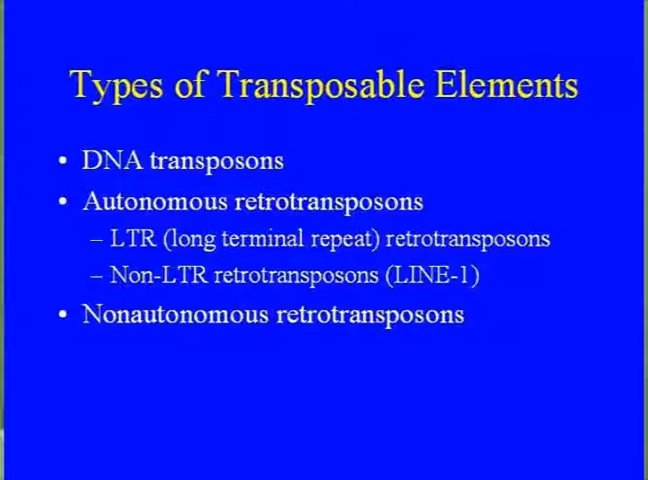 Types of Transposable Elements
• DNA transposons
• Autonomous retrotransposons
– LTR (long terminal repeat) retrotransposons
– Non-LTR retrotransposons (LINE-1)
• Nonautonomous retrotransposons